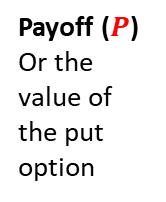 Payoff (P)
Or the
value of
the put
option